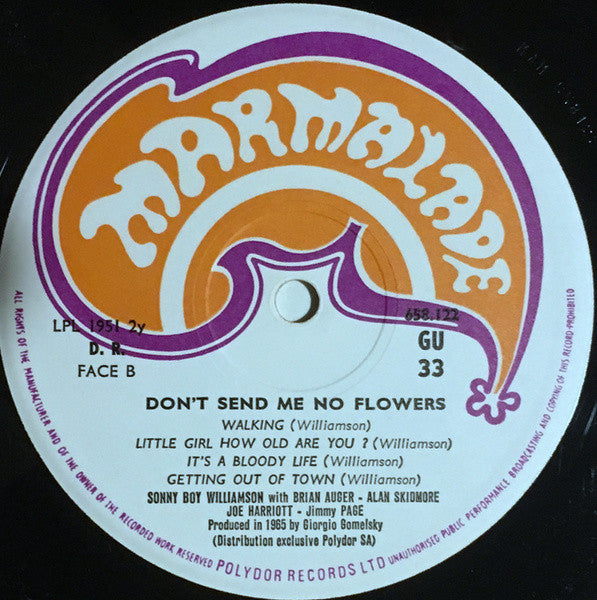 MARMALADE
LPL 1951 2y
D. R.
FACE B
658.122
GU
33
DON'T SEND ME NO FLOWERS
WALKING (Williamson)
LITTLE GIRL HOW OLD ARE YOU ? (Williamson)
IT'S A BLOODY LIFE (Williamson)
GETTING OUT OF TOWN (Williamson)
SONNY BOY WILLIAMSON with BRIAN AUGER - ALAN SKIDMORE
JOE HARRIOTT - Jimmy PAGE
Produced in 1965 by Giorgio Gomelsky
(Distribution exclusive Polydor SA)
ALL RIGHTS OF THE MANUFACTURER AND OF THE OWNER OF THE RECORDED WORK RESERVED POLYDOR RECORDS LTD UNAUTHORISED PUBLIC PERFORMANCE BROADCASTING AND COPYING OF THIS RECORD PROHIBITED